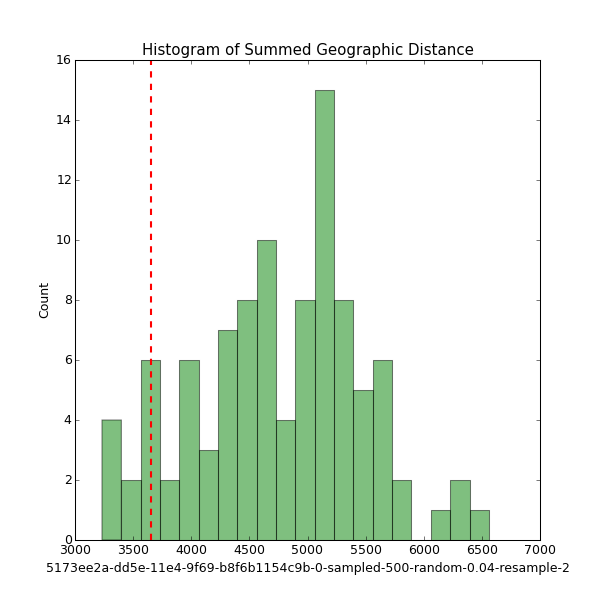 Histogram of Summed Geographic Distance
16
14
12
10
8
6
4
2
0
Count
3000 3500 4000 4500 5000 5500 6000 6500 7000
5173ee2a-dd5e-11e4-9f69-b8f6b1154c9b-0-sampled-500-random-0.04-resample-2